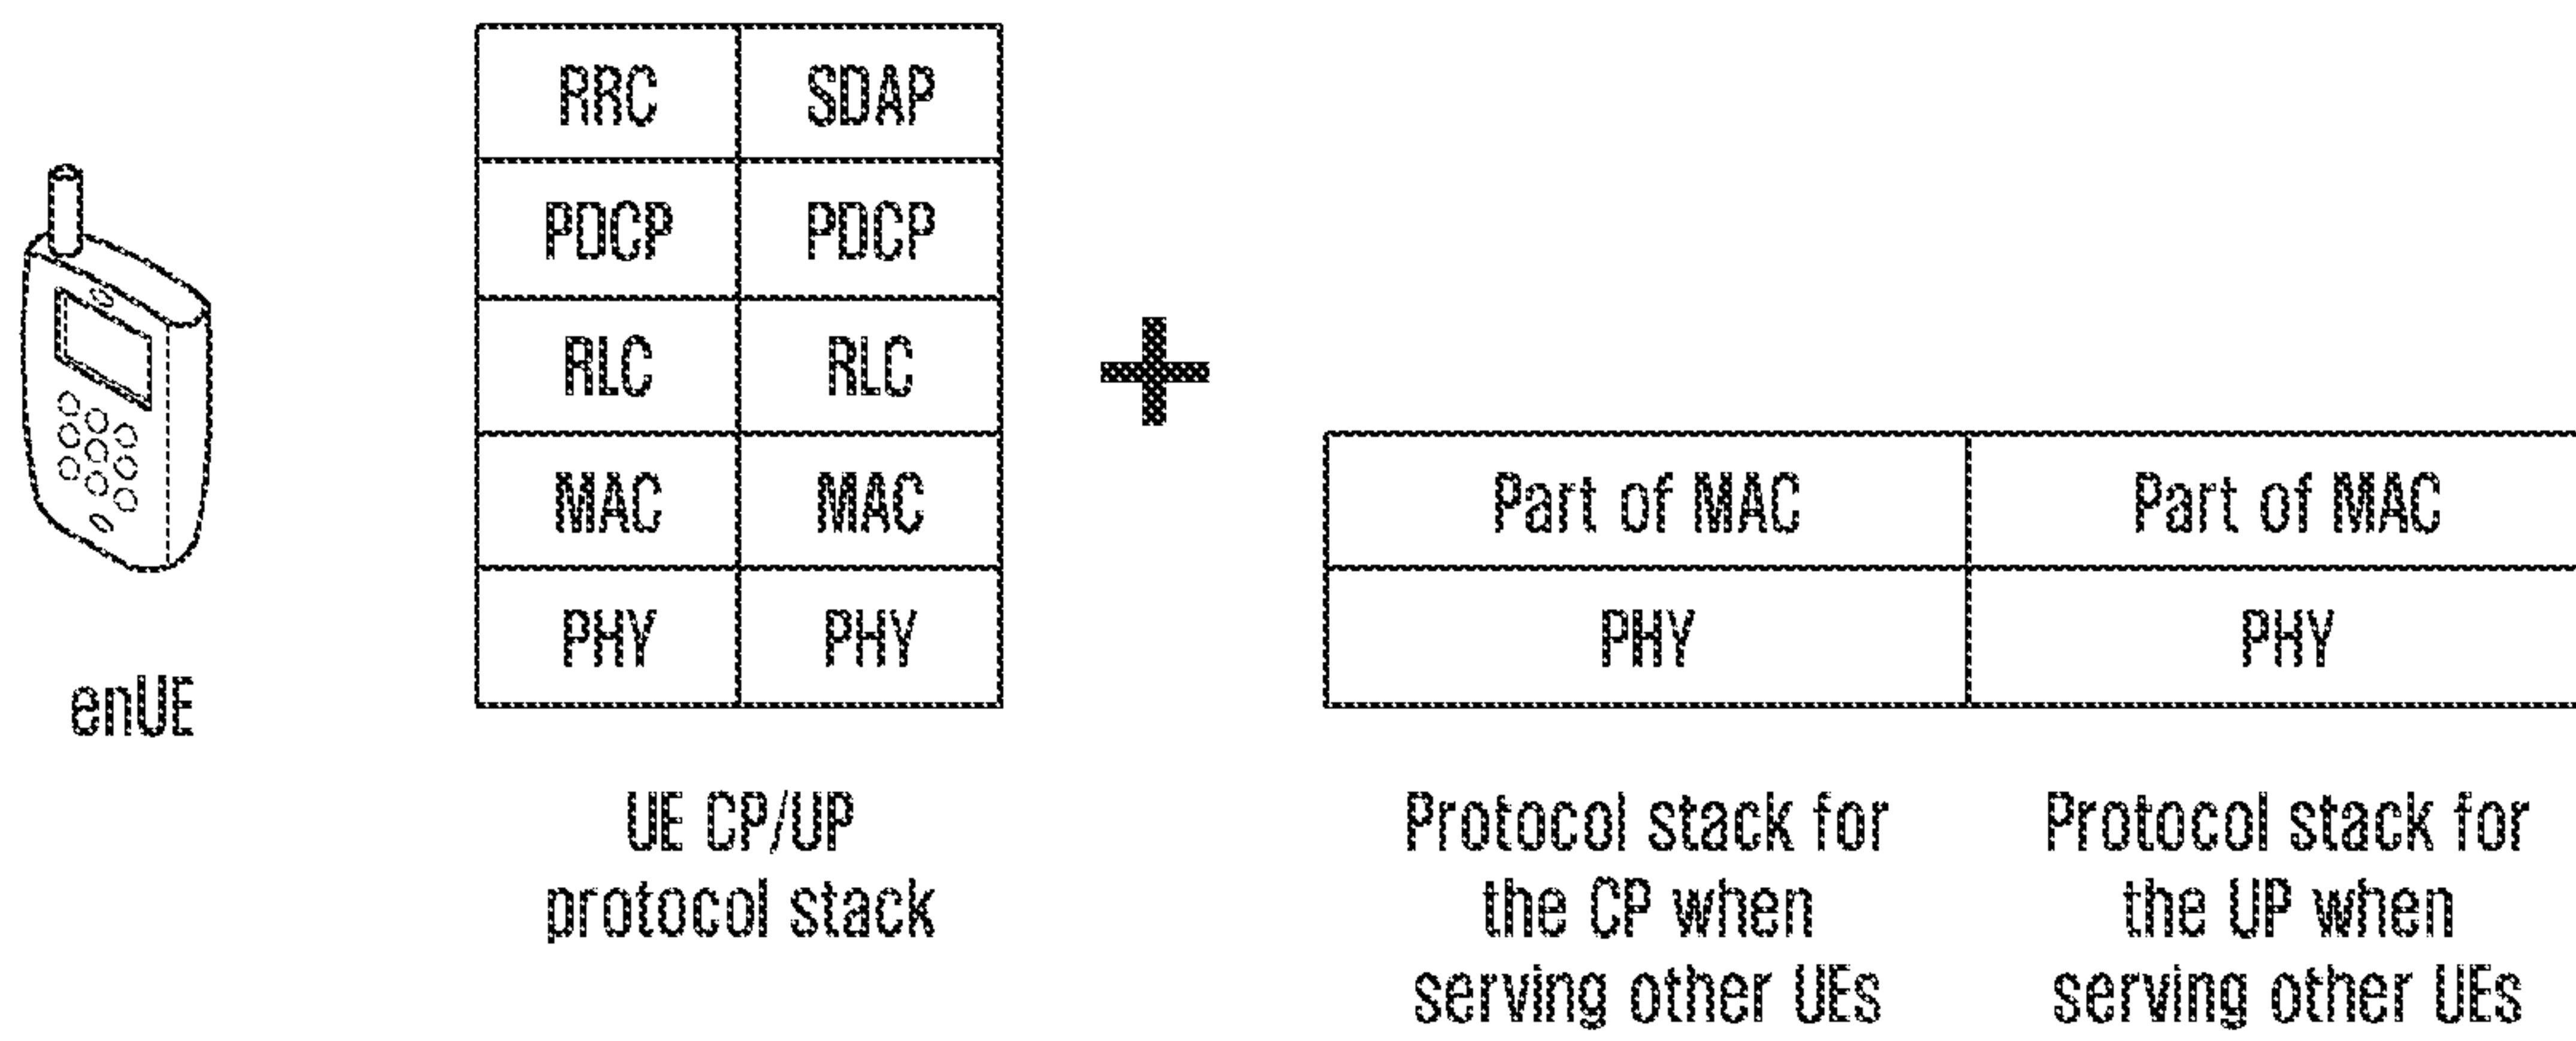 RRC SDAP
PDCP PDCP
RLC RLC
MAC MAC
PHY PHY
enUE
UE CP/UP
protocol stack
Part of MAC Part of MAC
PHY PHY
Protocol stack for
the CP when
serving other UEs
Protocol stack for
the UP when
serving other UEs